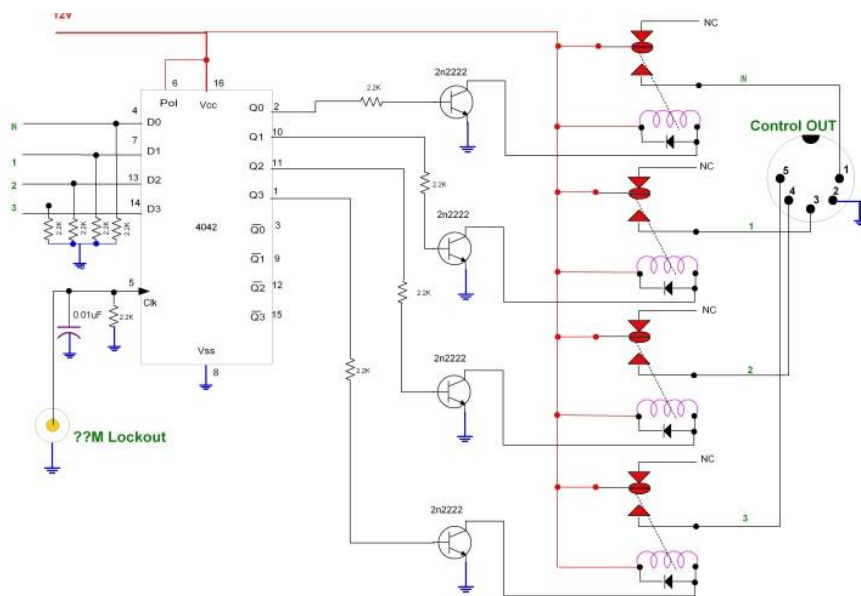 12V
NC
6
16
2n2222
IN
Pol
Vcc
2.2K
4
Q0
2
IN
D0
7
Q1
10
Control OUT
1
D1
13
Q2
11
5
1
2
D2
14
Q3
1
2.2K
NC
4
3
2
3
D3
2n2222
2.2K
2.2K
2.2K
2.2K
4042
Q0
3
1
Q1
9
5
Q2
12
2.2K
Clk
0.01uF
2.2K
Q3
15
NC
Vss
2n2222
2.2K
2
8
??M Lockout
NC
2n2222
3